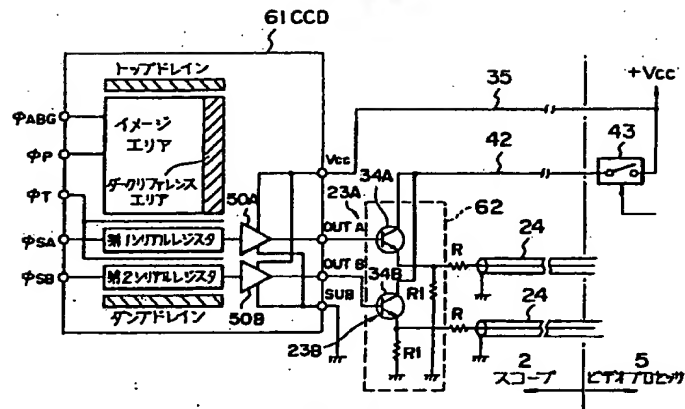 61 CCD
トップドレイン
イメージ
エリア
ダークリファレンス
エリア
ΦABG
ΦP
ΦT
ΦSA
ΦSB
第1シリアルレジスタ
第2シリアルレジスタ
ダンプドレイン
50A
50B
Vcc
OUT A
OUT B
SUB
23A
34A
34B
23B
62
R1
R1
R
R
24
24
35
42
43
+Vcc
2
スコープ
5
ビデオプロセッサ